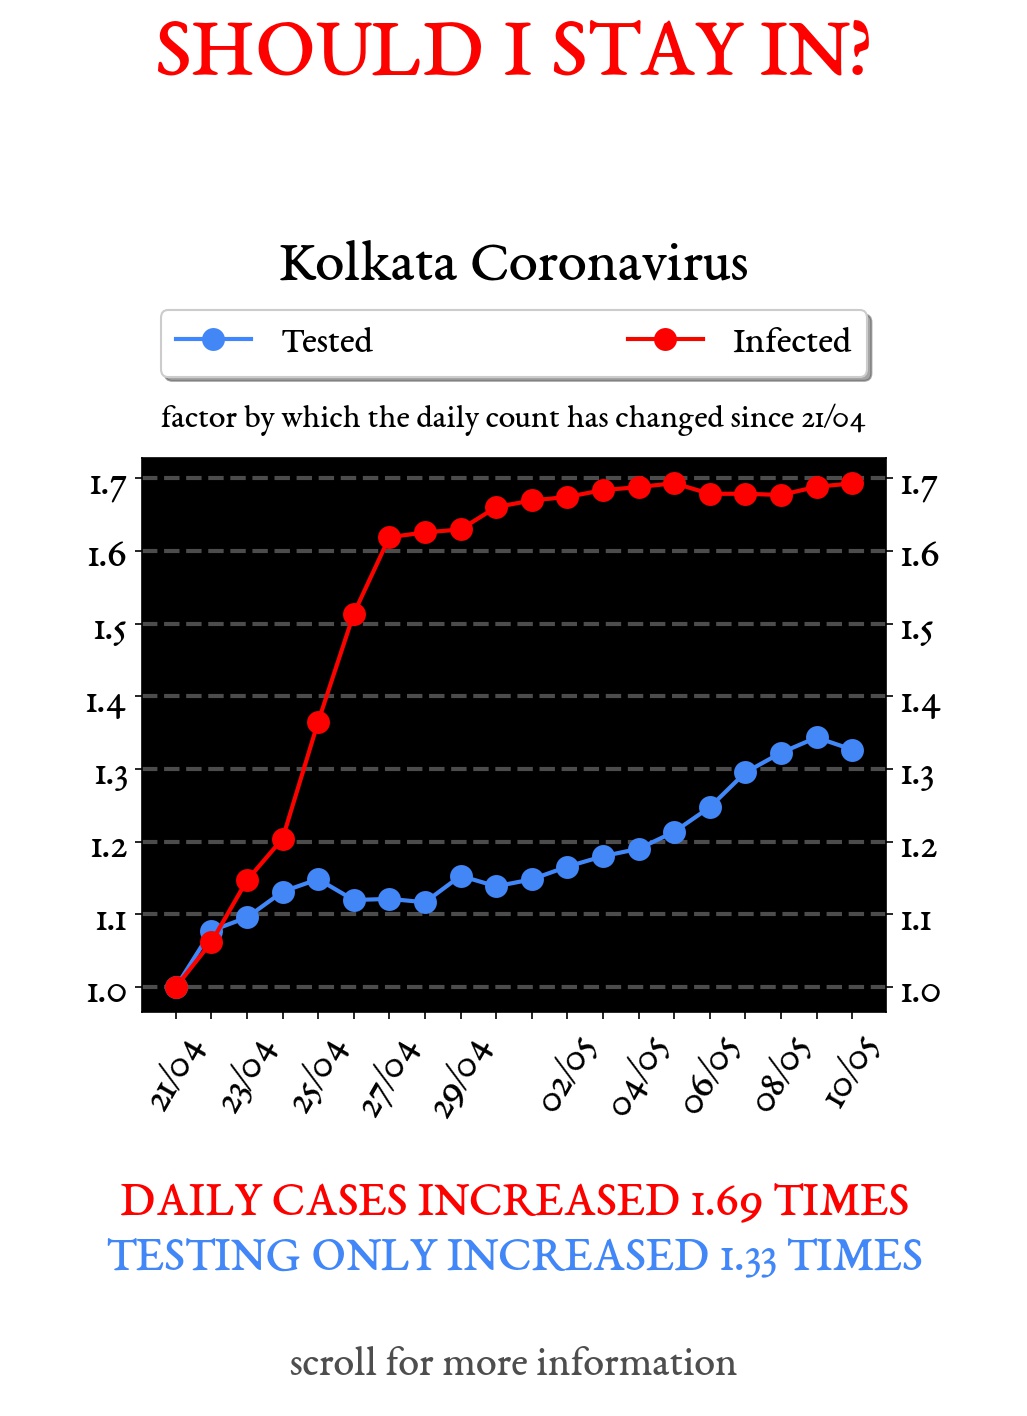 SHOULD I STAY IN?
Kolkata Coronavirus
Tested Infected
factor by which the daily count has changed since 21/04
1.7 1.7
1.6 1.6
1.5 1.5
1.4 1.4
1.3 1.3
1.2 1.2
1.1 1.1
1.0 1.0
21/04 23/04 25/04 27/04 29/04 02/05 04/05 06/05 08/05 10/05
DAILY CASES INCREASED 1.69 TIMES
TESTING ONLY INCREASED 1.33 TIMES
scroll for more information